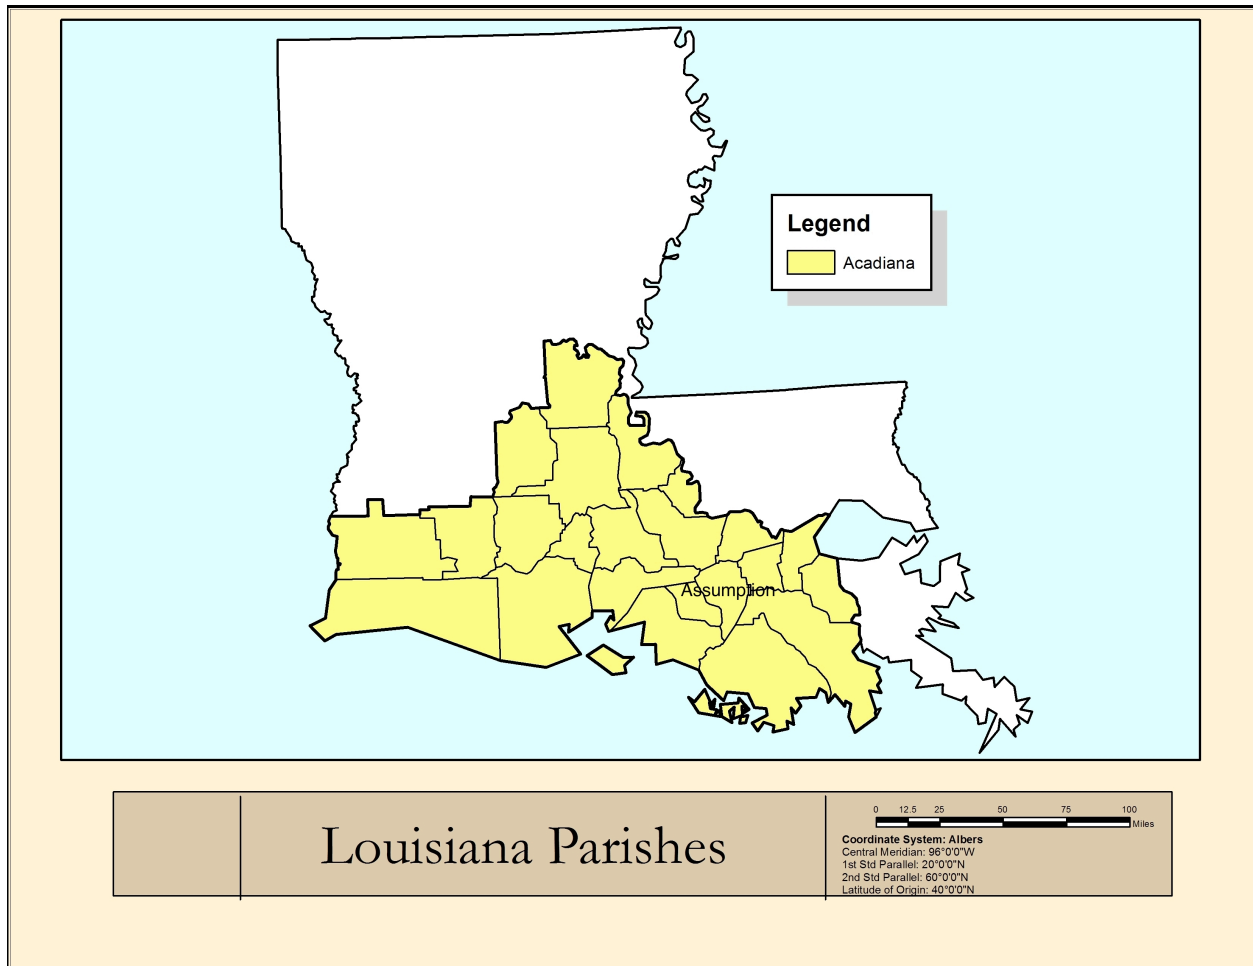 Legend
Acadiana
Assumption
Louisiana Parishes
0 12.5 25 50 75 100
Miles
Coordinate System: Albers
Central Meridian: 96°0'0"W
1st Std Parallel: 20°0'0"N
2nd Std Parallel: 60°0'0"N
Latitude of Origin: 40°0'0"N